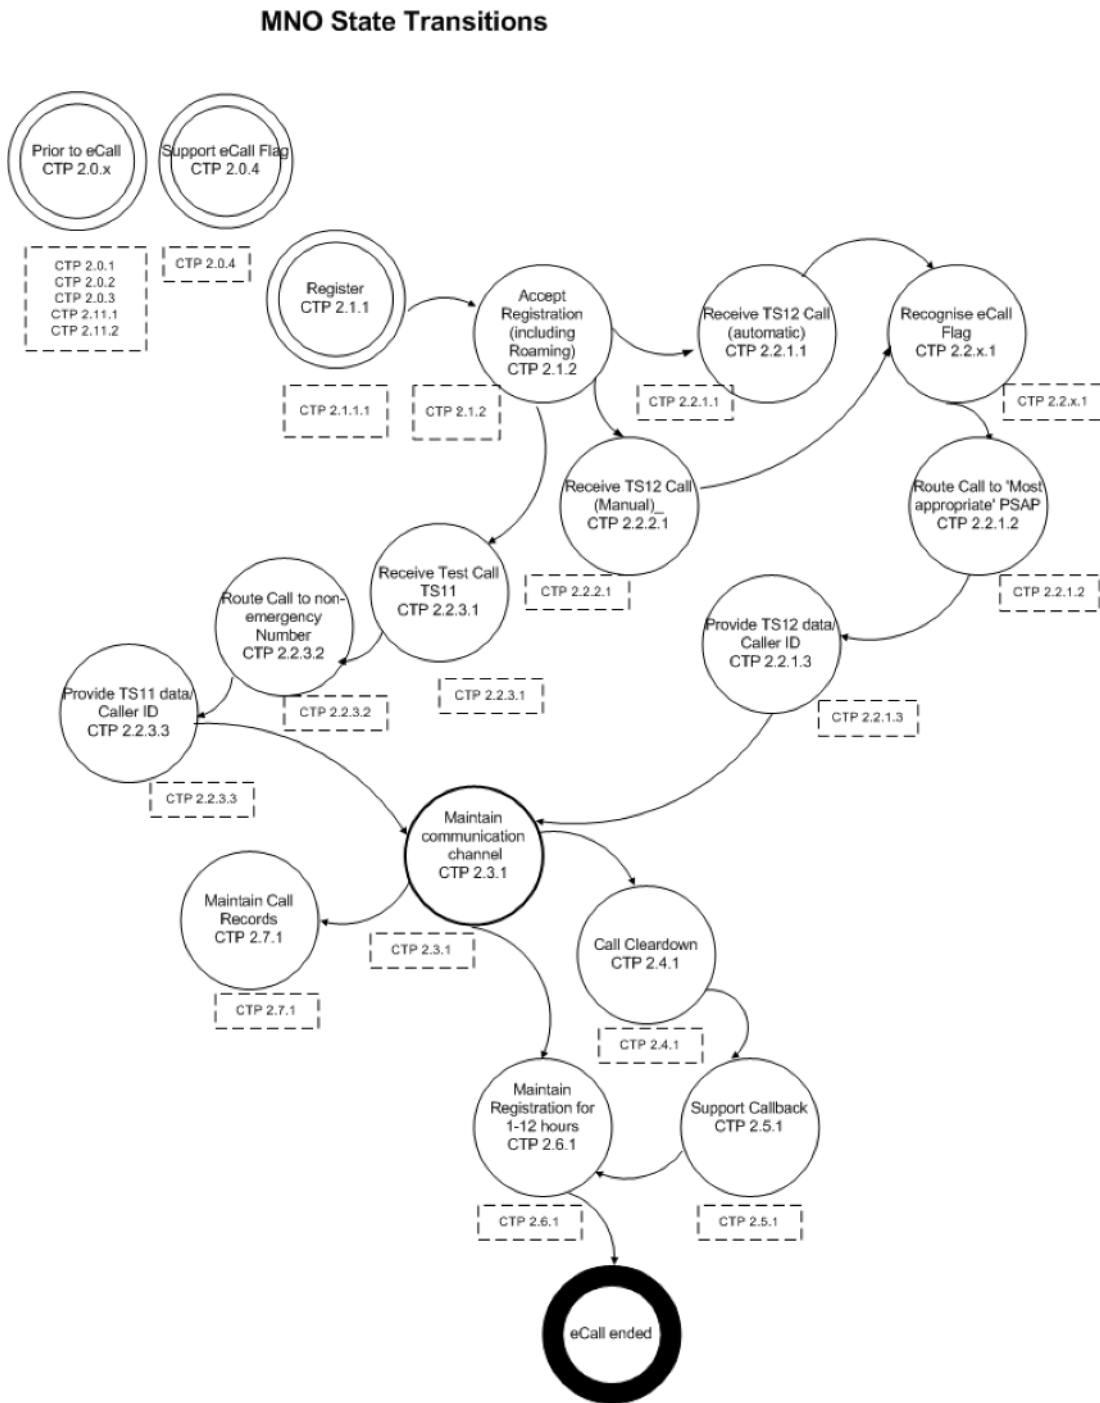 MNO State Transitions
Prior to eCall
CTP 2.0.x
Support eCall Flag
CTP 2.0.4
CTP 2.0.1
CTP 2.0.2
CTP 2.0.3
CTP 2.11.1
CTP 2.11.2
CTP 2.0.4
Register
CTP 2.1.1
CTP 2.1.1.1
Accept
Registration
(including
Roaming)
CTP 2.1.2
CTP 2.1.2
Receive TS12 Call
(automatic)
CTP 2.2.1.1
CTP 2.2.1.1
Recognise eCall
Flag
CTP 2.2.x.1
CTP 2.2.x.1
Receive TS12 Call
(Manual)_
CTP 2.2.2.1
CTP 2.2.2.1
Route Call to 'Most
appropriate' PSAP
CTP 2.2.1.2
CTP 2.2.1.2
Receive Test Call
TS11
CTP 2.2.3.1
CTP 2.2.3.1
Route Call to non-
emergency
Number
CTP 2.2.3.2
CTP 2.2.3.2
Provide TS12 data/
Caller ID
CTP 2.2.1.3
CTP 2.2.1.3
Provide TS11 data/
Caller ID
CTP 2.2.3.3
CTP 2.2.3.3
Maintain
communication
channel
CTP 2.3.1
CTP 2.3.1
Maintain Call
Records
CTP 2.7.1
CTP 2.7.1
Call Cleardown
CTP 2.4.1
CTP 2.4.1
Maintain
Registration for
1-12 hours
CTP 2.6.1
CTP 2.6.1
Support Callback
CTP 2.5.1
CTP 2.5.1
eCall ended